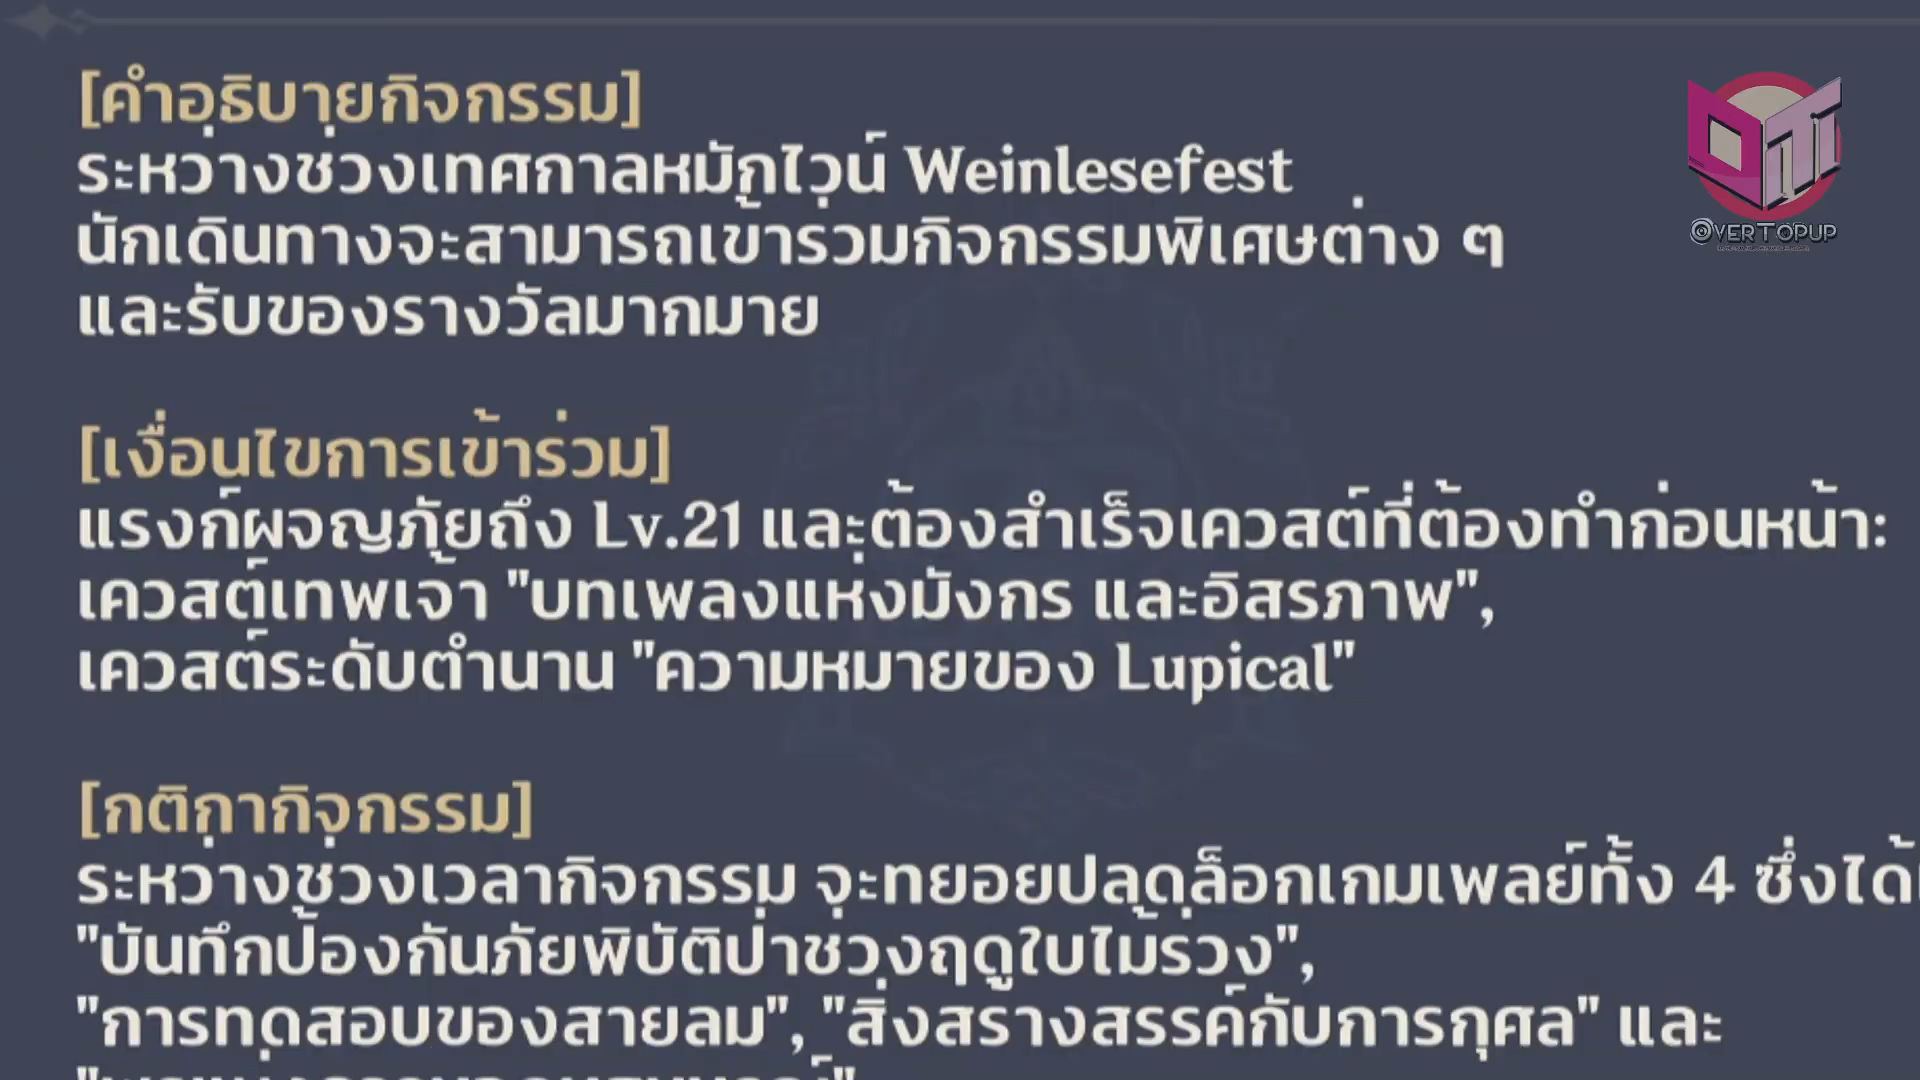 [คำอธิบายกิจกรรม]
ระหว่างช่วงเทศกาลหมักไวน์ Weinlesefest
นักเดินทางจะสามารถเข้าร่วมกิจกรรมพิเศษต่าง ๆ
และรับของรางวัลมากมาย
[เงื่อนไขการเข้าร่วม]
แรงก์ผจญภัยถึง Lv.21 และต้องสำเร็จเควสต์ที่ต้องทำก่อนหน้า:
เควสต์เทพเจ้า "บทเพลงแห่งมังกร และอิสรภาพ",
เควสต์ระดับตำนาน "ความหมายของ Lupical"
[กติกากิจกรรม]
ระหว่างช่วงเวลากิจกรรม จะทยอยปลดล็อกเกมเพลย์ทั้ง 4 ซึ่งได้
"บันทึกป้องกันภัยพิบัติป่าช่วงฤดูใบไม้ร่วง",
"การทดสอบของสายลม", "สิ่งสร้างสรรค์กับการกุศล" และ
OVERTOPUP